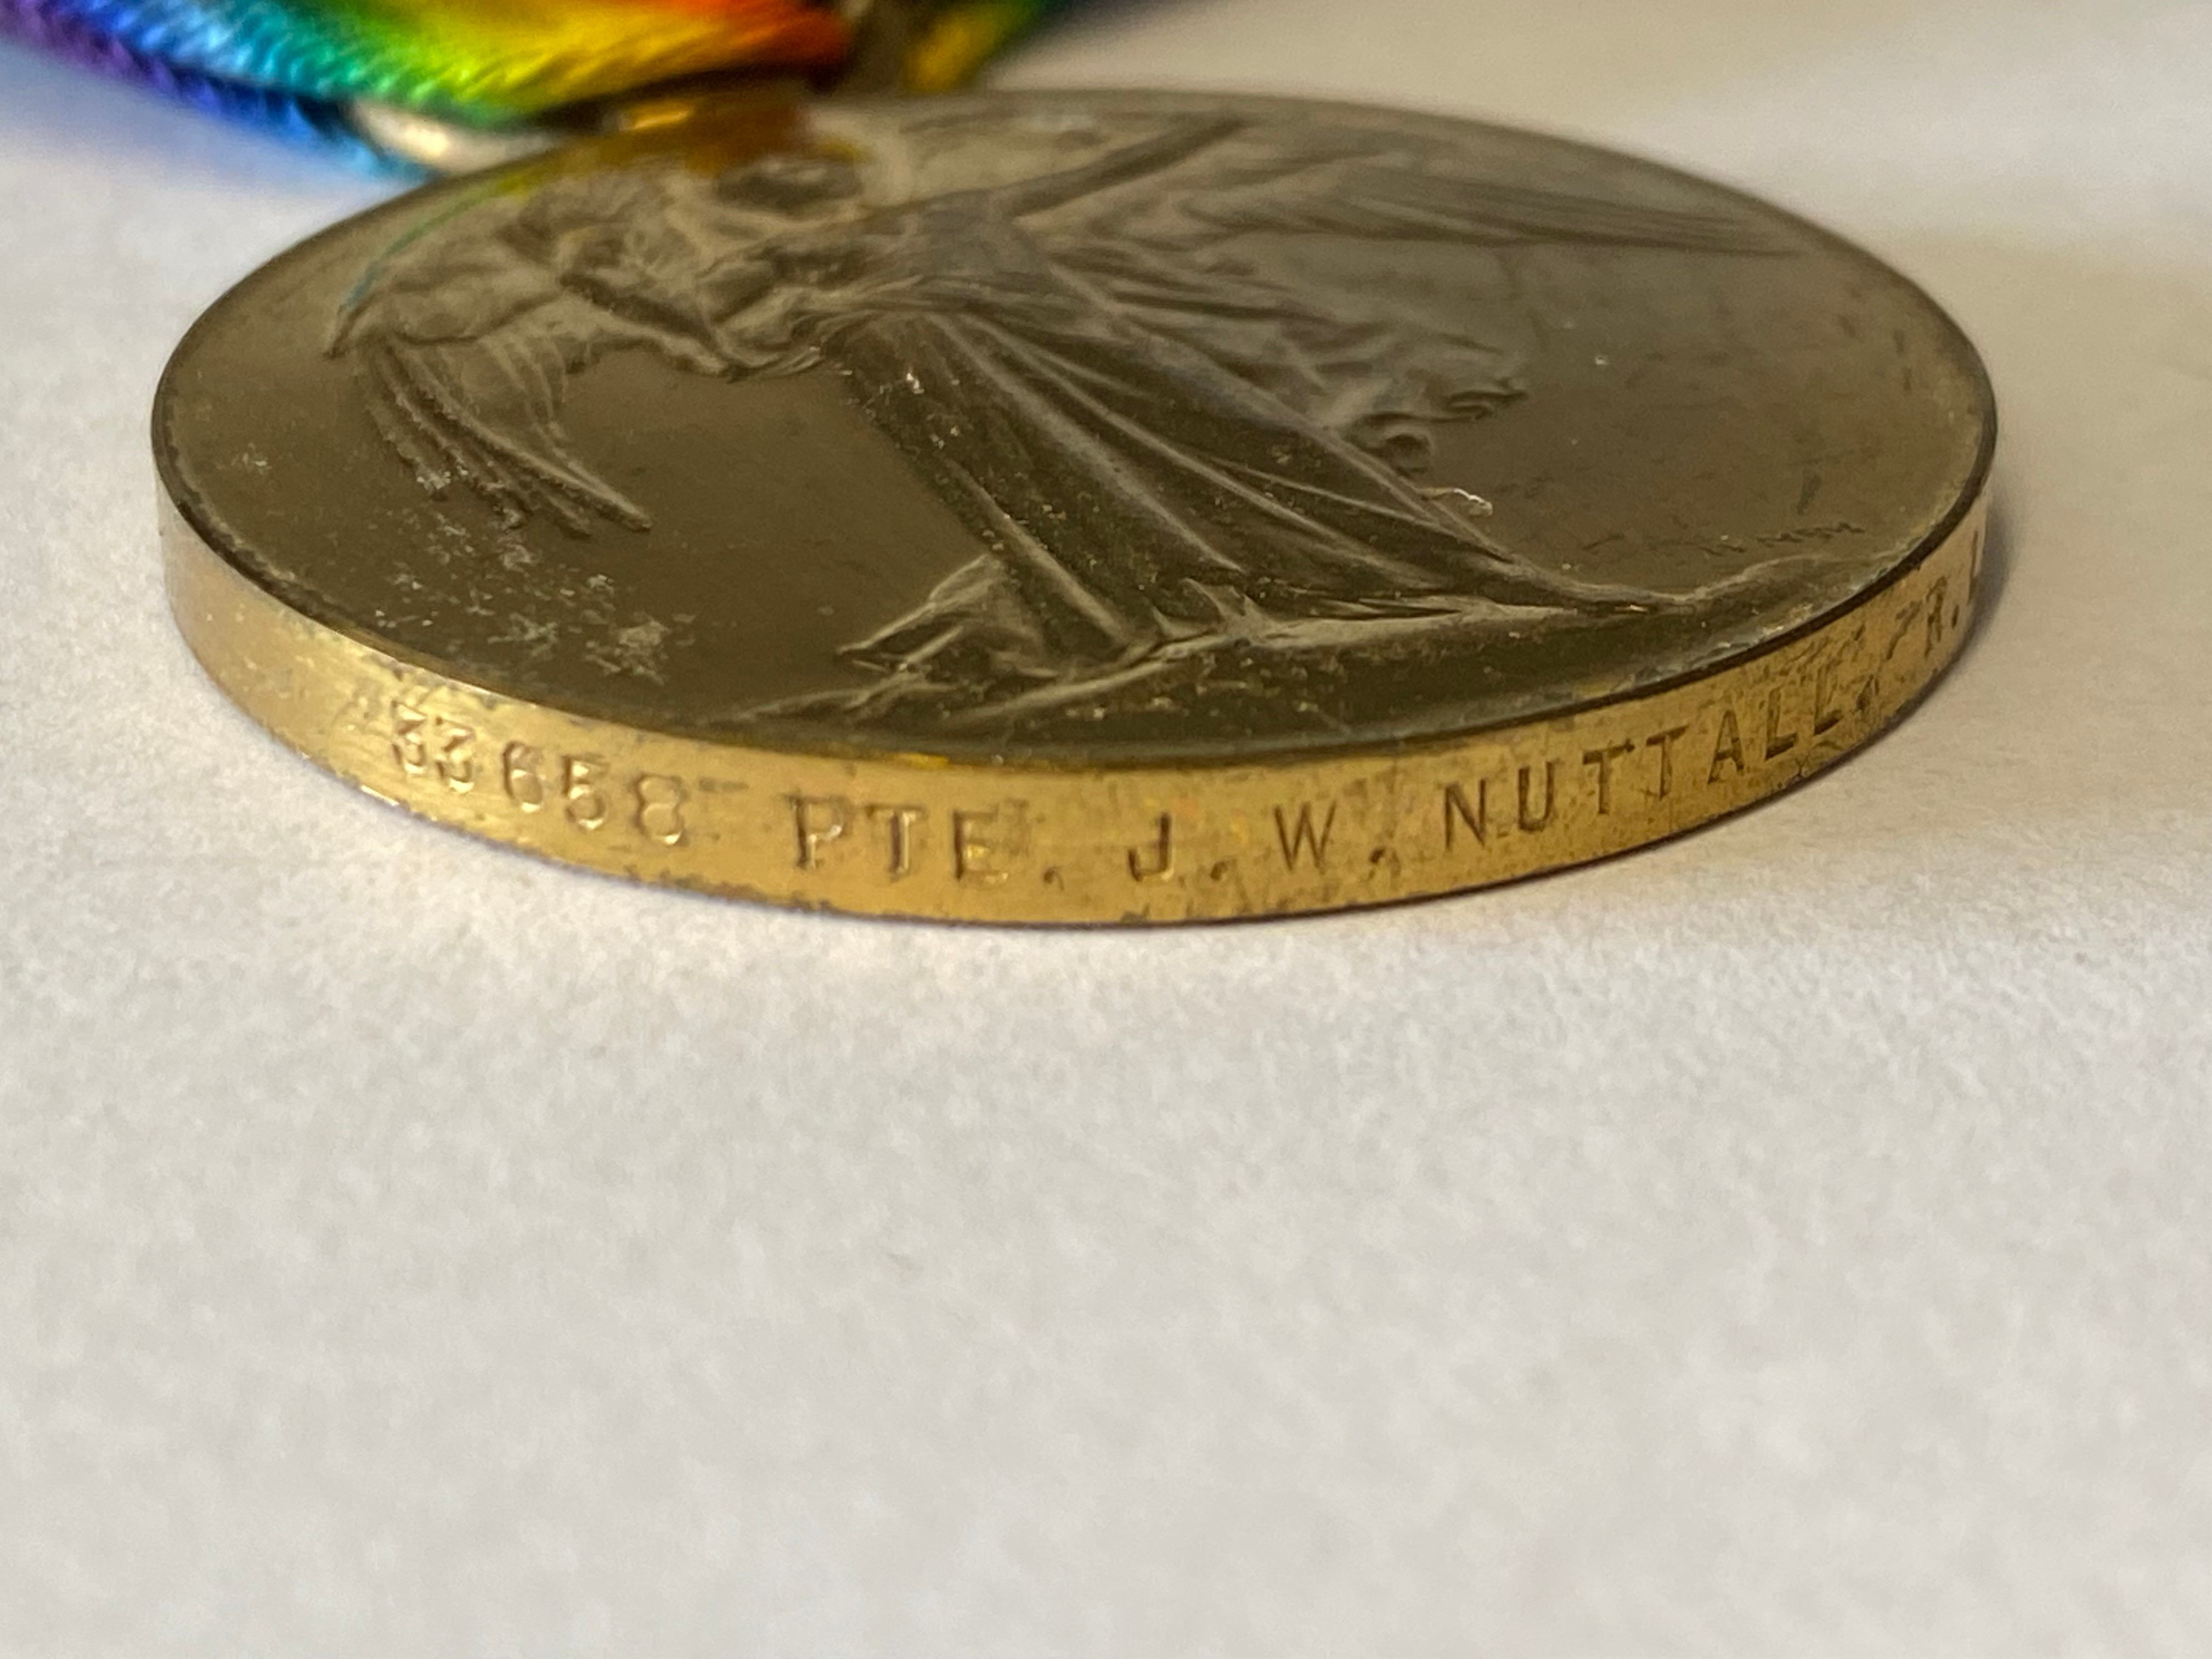 33658 PTE. J. W. NUTTALL. R.